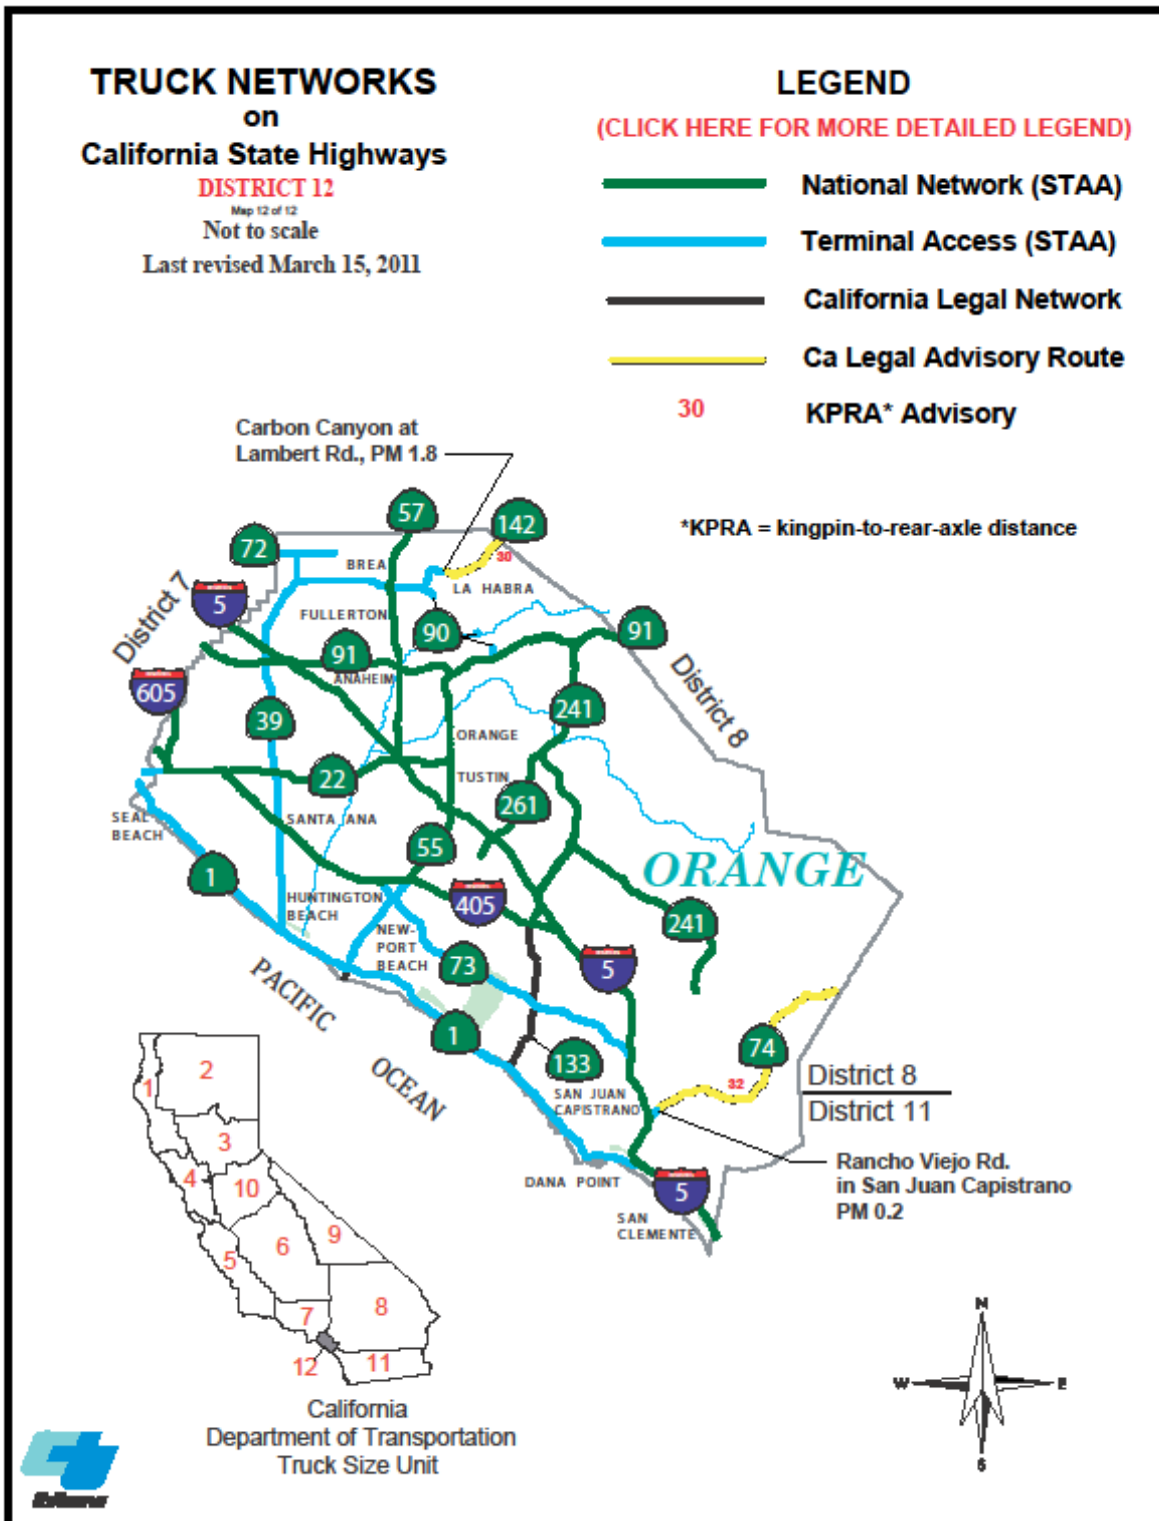 TRUCK NETWORKS
on
California State Highways
DISTRICT 12
Map 12 of 12
Not to scale
Last revised March 15, 2011
LEGEND
(CLICK HERE FOR MORE DETAILED LEGEND)
National Network (STAA)
Terminal Access (STAA)
California Legal Network
Ca Legal Advisory Route
30
KPRA* Advisory
*KPRA = kingpin-to-rear-axle distance
Carbon Canyon at
Lambert Rd., PM 1.8
57
142
72
30
BREA
LA HABRA
District 7
5
FULLERTON
90
91
91
ANAHEIM
605
39
241
District 8
ORANGE
22
TUSTIN
261
SEAL
BEACH
SANTA ANA
55
1
ORANGE
HUNTINGTON
BEACH
405
241
NEW-
PORT
BEACH
73
5
PACIFIC
OCEAN
1
133
74
32
SAN JUAN
CAPISTRANO
District 8
District 11
DANA POINT
5
Rancho Viejo Rd.
in San Juan Capistrano
PM 0.2
SAN
CLEMENTE
1
2
3
4
10
9
5
6
7
8
12
11
California
Department of Transportation
Truck Size Unit
N
W
E
S